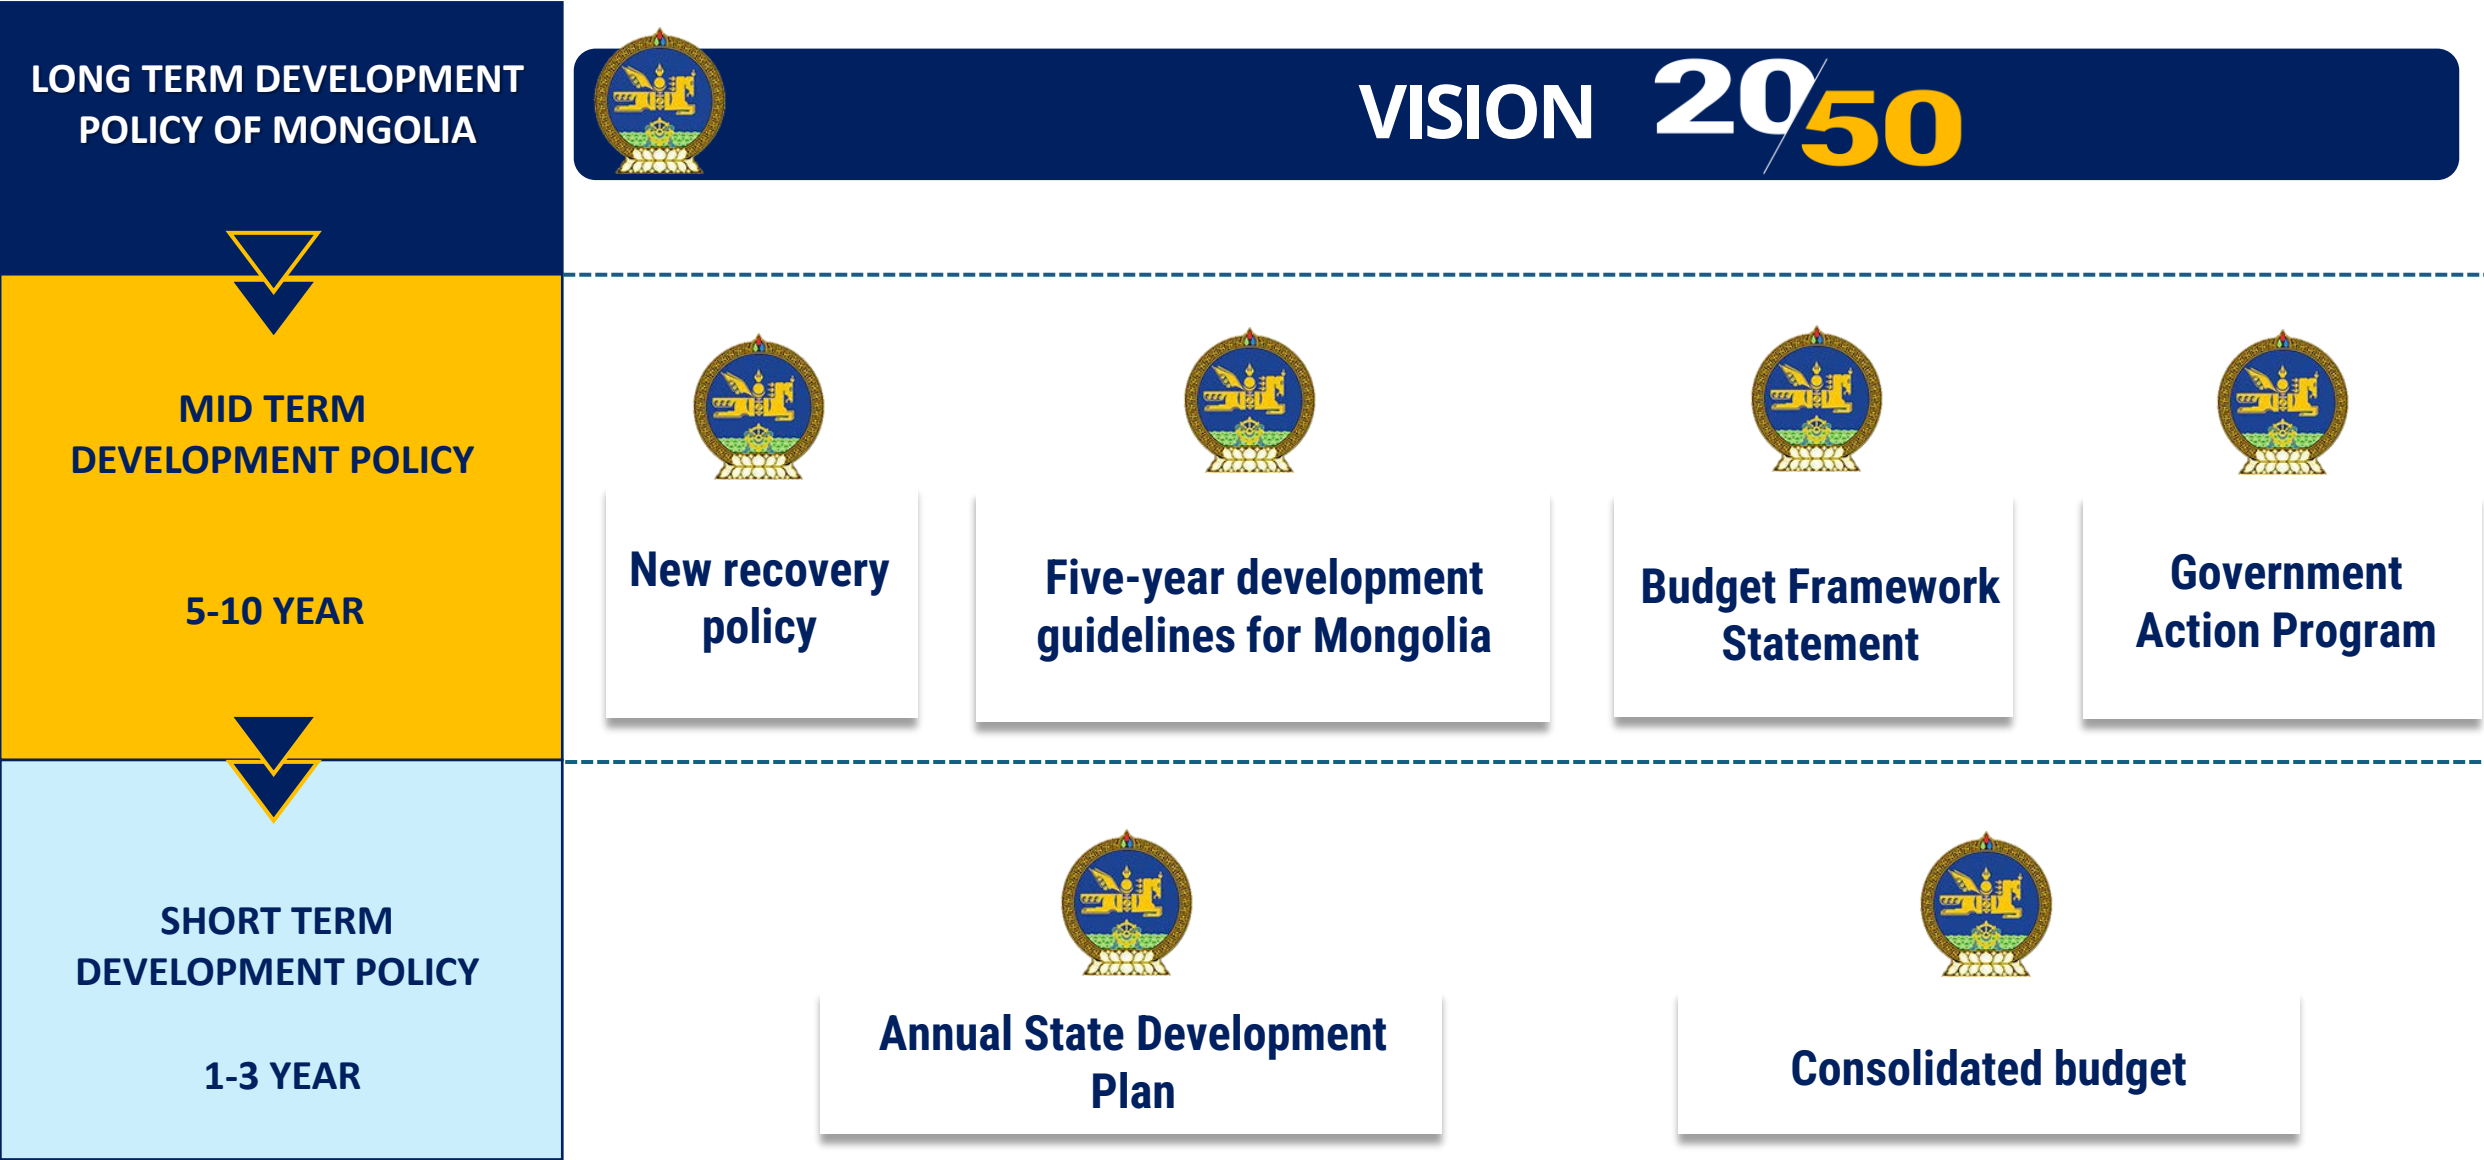 LONG TERM DEVELOPMENT
POLICY OF MONGOLIA
VISION 20/50
MID TERM
DEVELOPMENT POLICY
5-10 YEAR
New recovery
policy
Five-year development
guidelines for Mongolia
Budget Framework
Statement
Government
Action Program
SHORT TERM
DEVELOPMENT POLICY
1-3 YEAR
Annual State Development
Plan
Consolidated budget